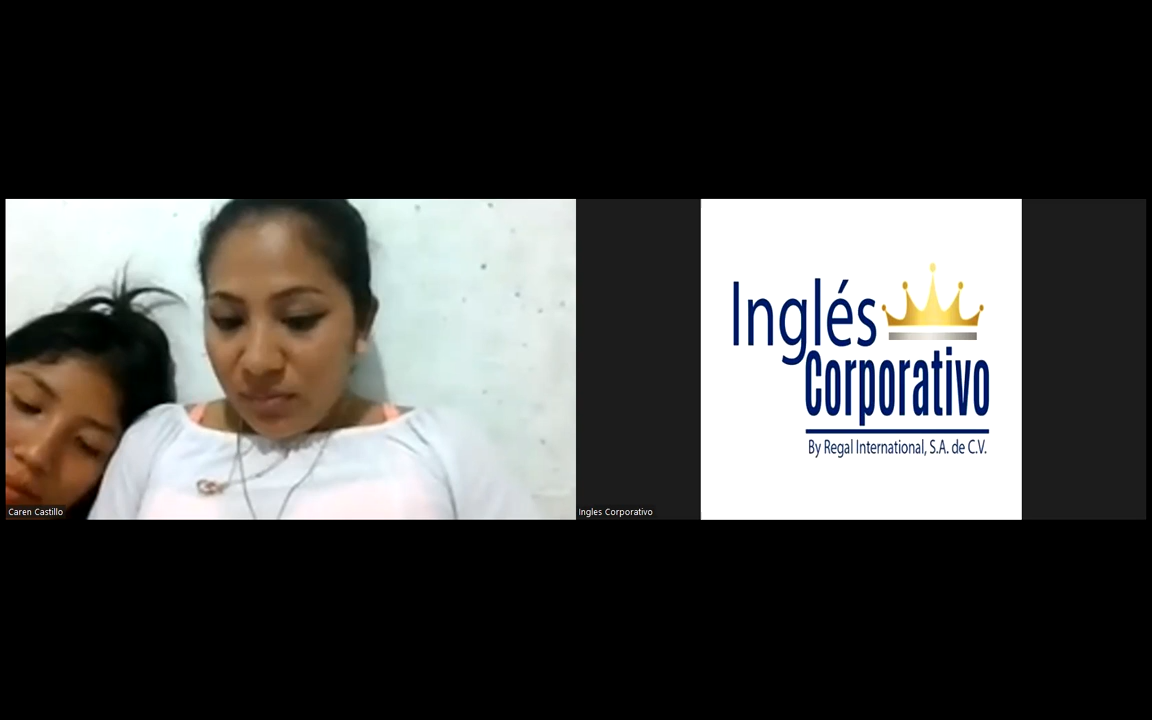 Inglés
Corporativo
By Regal International, S.A. de C.V.
Caren Castillo
Ingles Corporativo